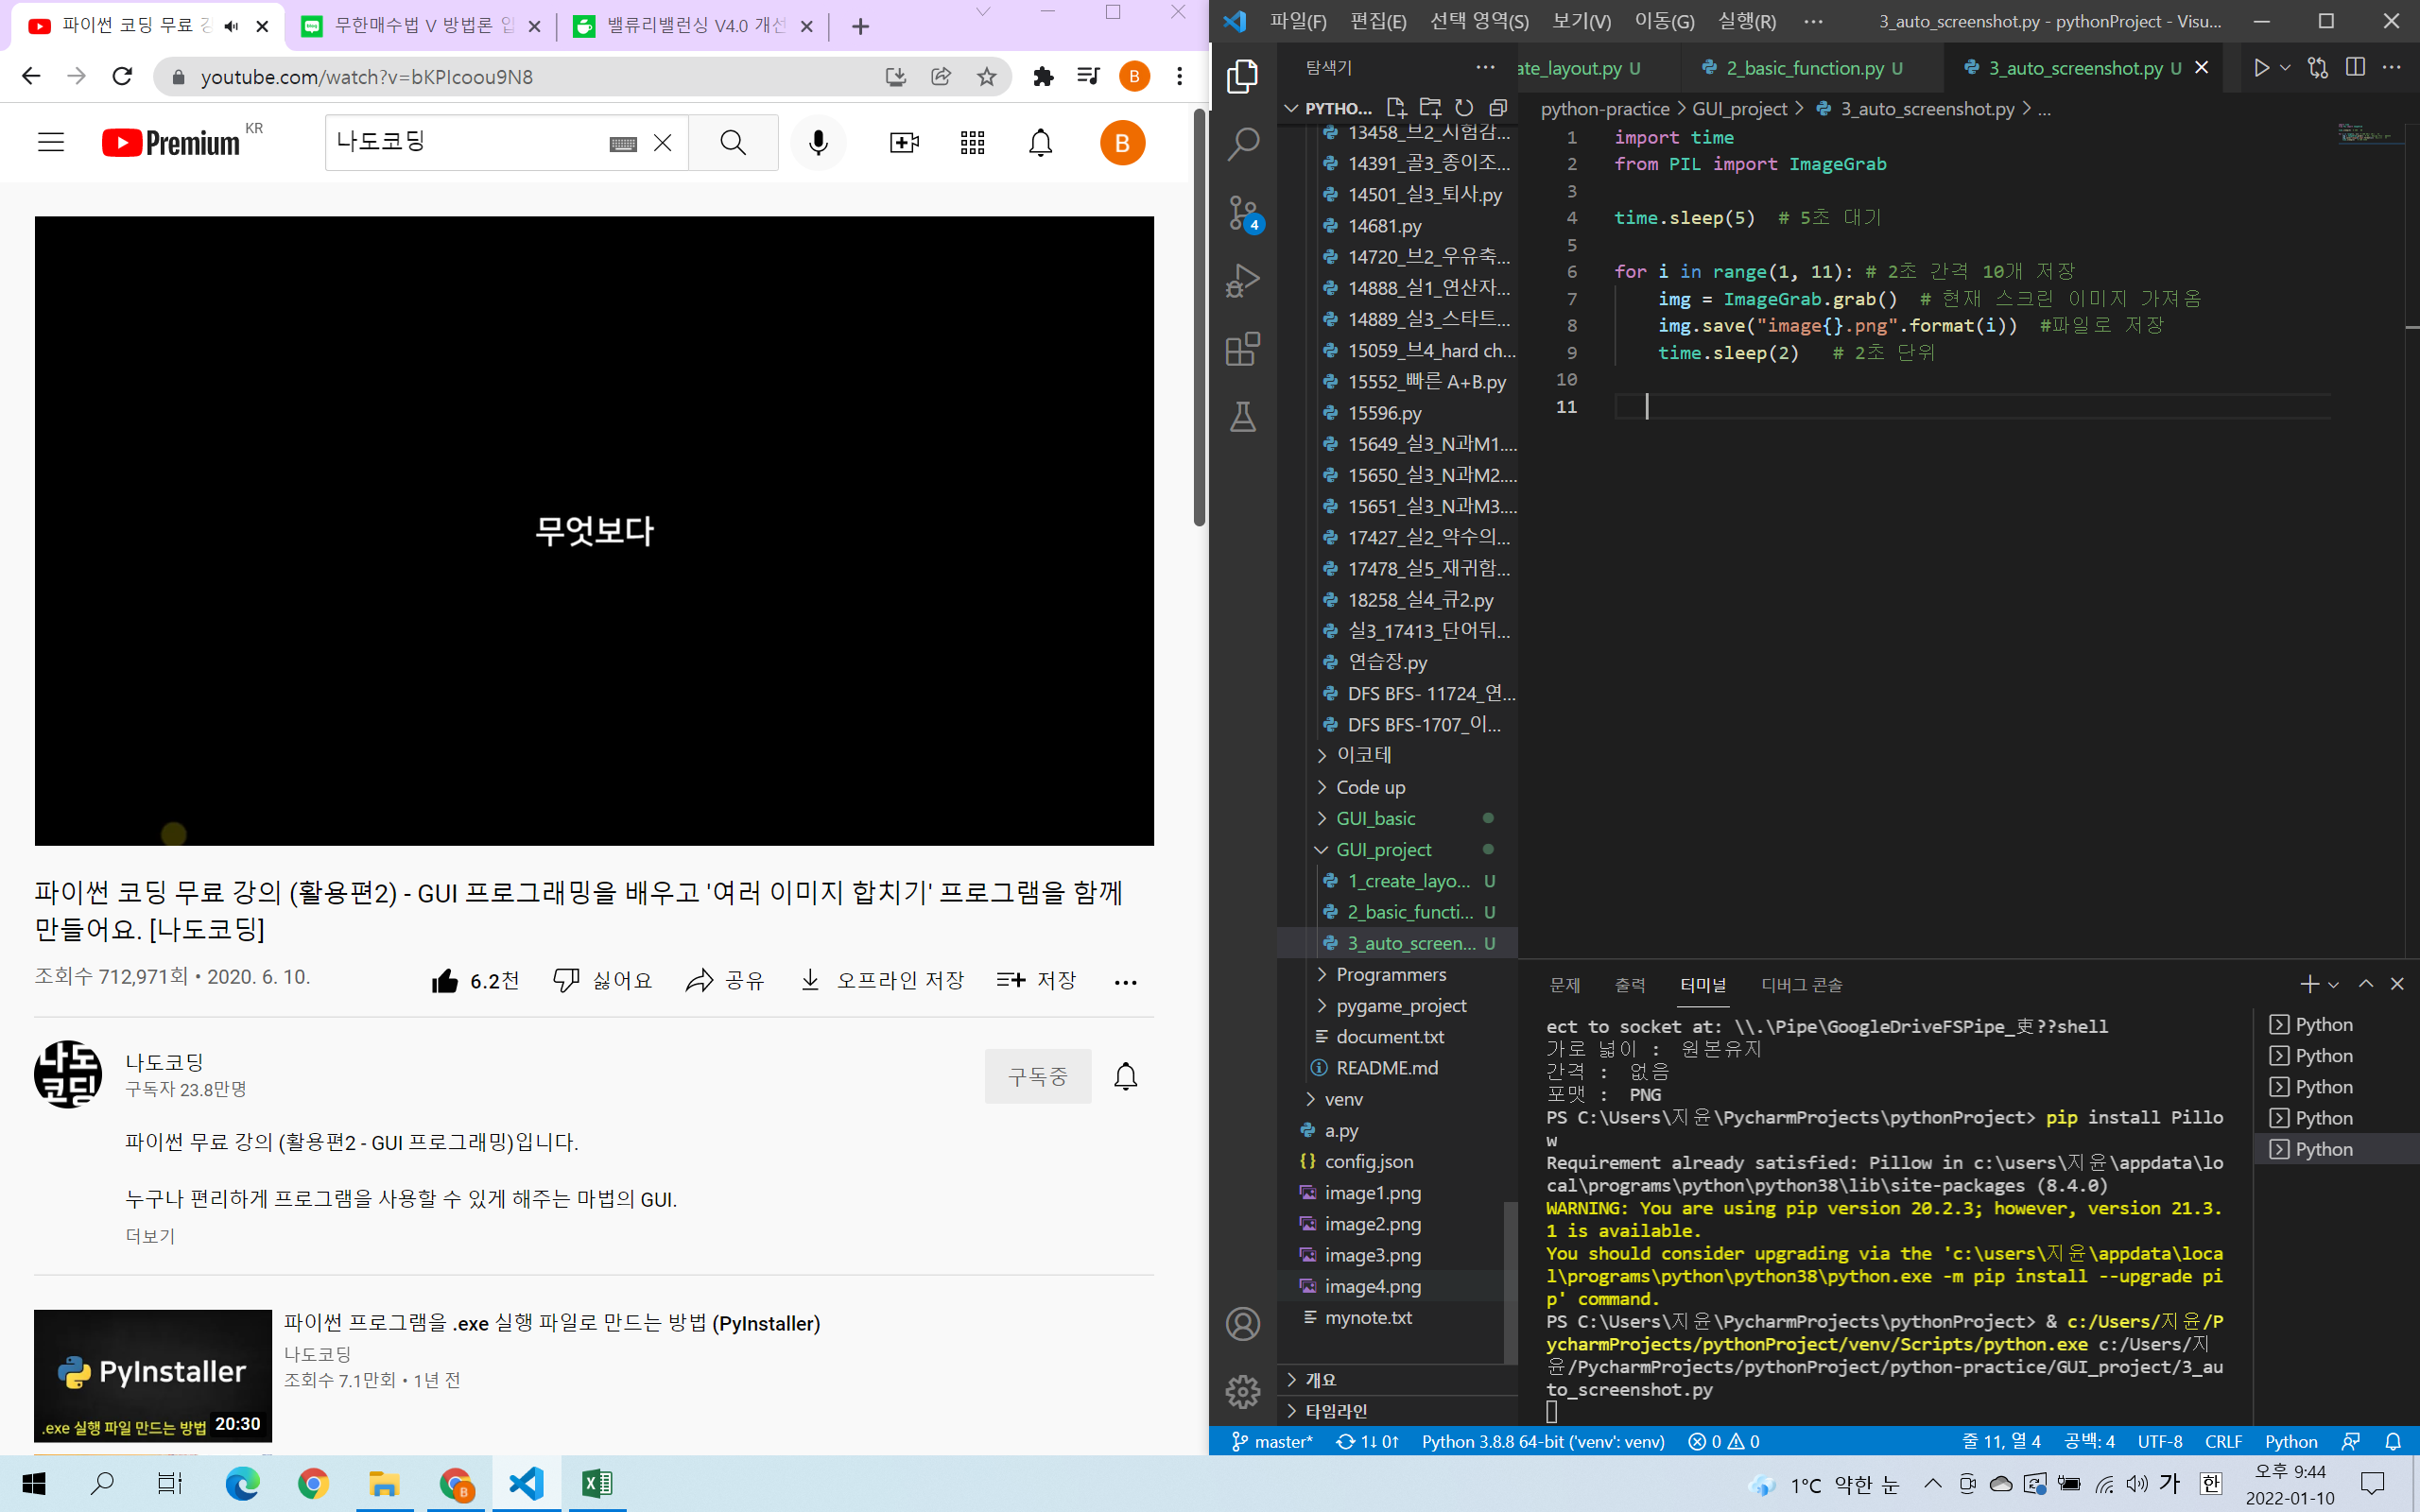 파이썬 코딩 무료 강
무한매수법 V 방법론 입
밸류리밸런싱 V4.0 개선
youtube.com/watch?v=bKPIcoou9N8
B
Premium KR
나도코딩
B
무엇보다
파이썬 코딩 무료 강의 (활용편2) - GUI 프로그래밍을 배우고 '여러 이미지 합치기' 프로그램을 함께
만들어요. [나도코딩]
조회수 712,971회 • 2020. 6. 10.
6.2천
싫어요
공유
오프라인 저장
저장
나도
코딩
나도코딩
구독자 23.8만명
구독중
파이썬 무료 강의 (활용편2 - GUI 프로그래밍)입니다.
누구나 편리하게 프로그램을 사용할 수 있게 해주는 마법의 GUI.
더보기
PyInstaller
.exe 실행 파일 만드는 방법
20:30
파이썬 프로그램을 .exe 실행 파일로 만드는 방법 (PyInstaller)
나도코딩
조회수 7.1만회 • 1년 전
파일(F) 편집(E) 선택 영역(S) 보기(V) 이동(G) 실행(R) ···
3_auto_screenshot.py - pythonProject - Visu...
탐색기
PYTHO...
4
13458_브2_시험감...
14391_골3_종이조...
14501_실3_퇴사.py
14681.py
14720_브2_우유축...
14888_실1_연산자...
14889_실3_스타트...
15059_브4_hard ch...
15552_빠른 A+B.py
15596.py
15649_실3_N과M1....
15650_실3_N과M2....
15651_실3_N과M3....
17427_실2_약수의...
17478_실5_재귀함...
18258_실4_큐2.py
실3_17413_단어뒤...
연습장.py
DFS BFS- 11724_연...
DFS BFS-1707_이...
이코테
Code up
GUI_basic
GUI_project
1_create_layo... U
2_basic_functi... U
3_auto_screen... U
Programmers
pygame_project
document.txt
README.md
venv
a.py
config.json
image1.png
image2.png
image3.png
image4.png
mynote.txt
개요
타임라인
ate_layout.py U
2_basic_function.py U
3_auto_screenshot.py U
python-practice > GUI_project > 3_auto_screenshot.py > ...
1 import time
2 from PIL import ImageGrab
3
4 time.sleep(5)  # 5초 대기
5
6 for i in range(1, 11): # 2초 간격 10개 저장
7     img = ImageGrab.grab()  # 현재 스크린 이미지 가져옴
8     img.save("image{}.png".format(i))  #파일로 저장
9     time.sleep(2)   # 2초 단위
10
11
문제 출력 터미널 디버그 콘솔
ect to socket at: \\.\Pipe\GoogleDriveFSPipe_吏??shell
가로 넓이 :  원본유지
간격 :  없음
포맷 :  PNG
PS C:\Users\지윤\PycharmProjects\pythonProject> pip install Pillo
w
Requirement already satisfied: Pillow in c:\users\지윤\appdata\lo
cal\programs\python\python38\lib\site-packages (8.4.0)
WARNING: You are using pip version 20.2.3; however, version 21.3.
1 is available.
You should consider upgrading via the 'c:\users\지윤\appdata\loca
l\programs\python\python38\python.exe -m pip install --upgrade pi
p' command.
PS C:\Users\지윤\PycharmProjects\pythonProject> & c:/Users/지윤/P
ycharmProjects/pythonProject/venv/Scripts/python.exe c:/Users/지
윤/PycharmProjects/pythonProject/python-practice/GUI_project/3_au
to_screenshot.py
Python
Python
Python
Python
Python
master* 1↓ 0↑ Python 3.8.8 64-bit ('venv': venv) 0 0
줄 11, 열 4 공백: 4 UTF-8 CRLF Python
B
1°C 약한 눈
가
한
오후 9:44
2022-01-10